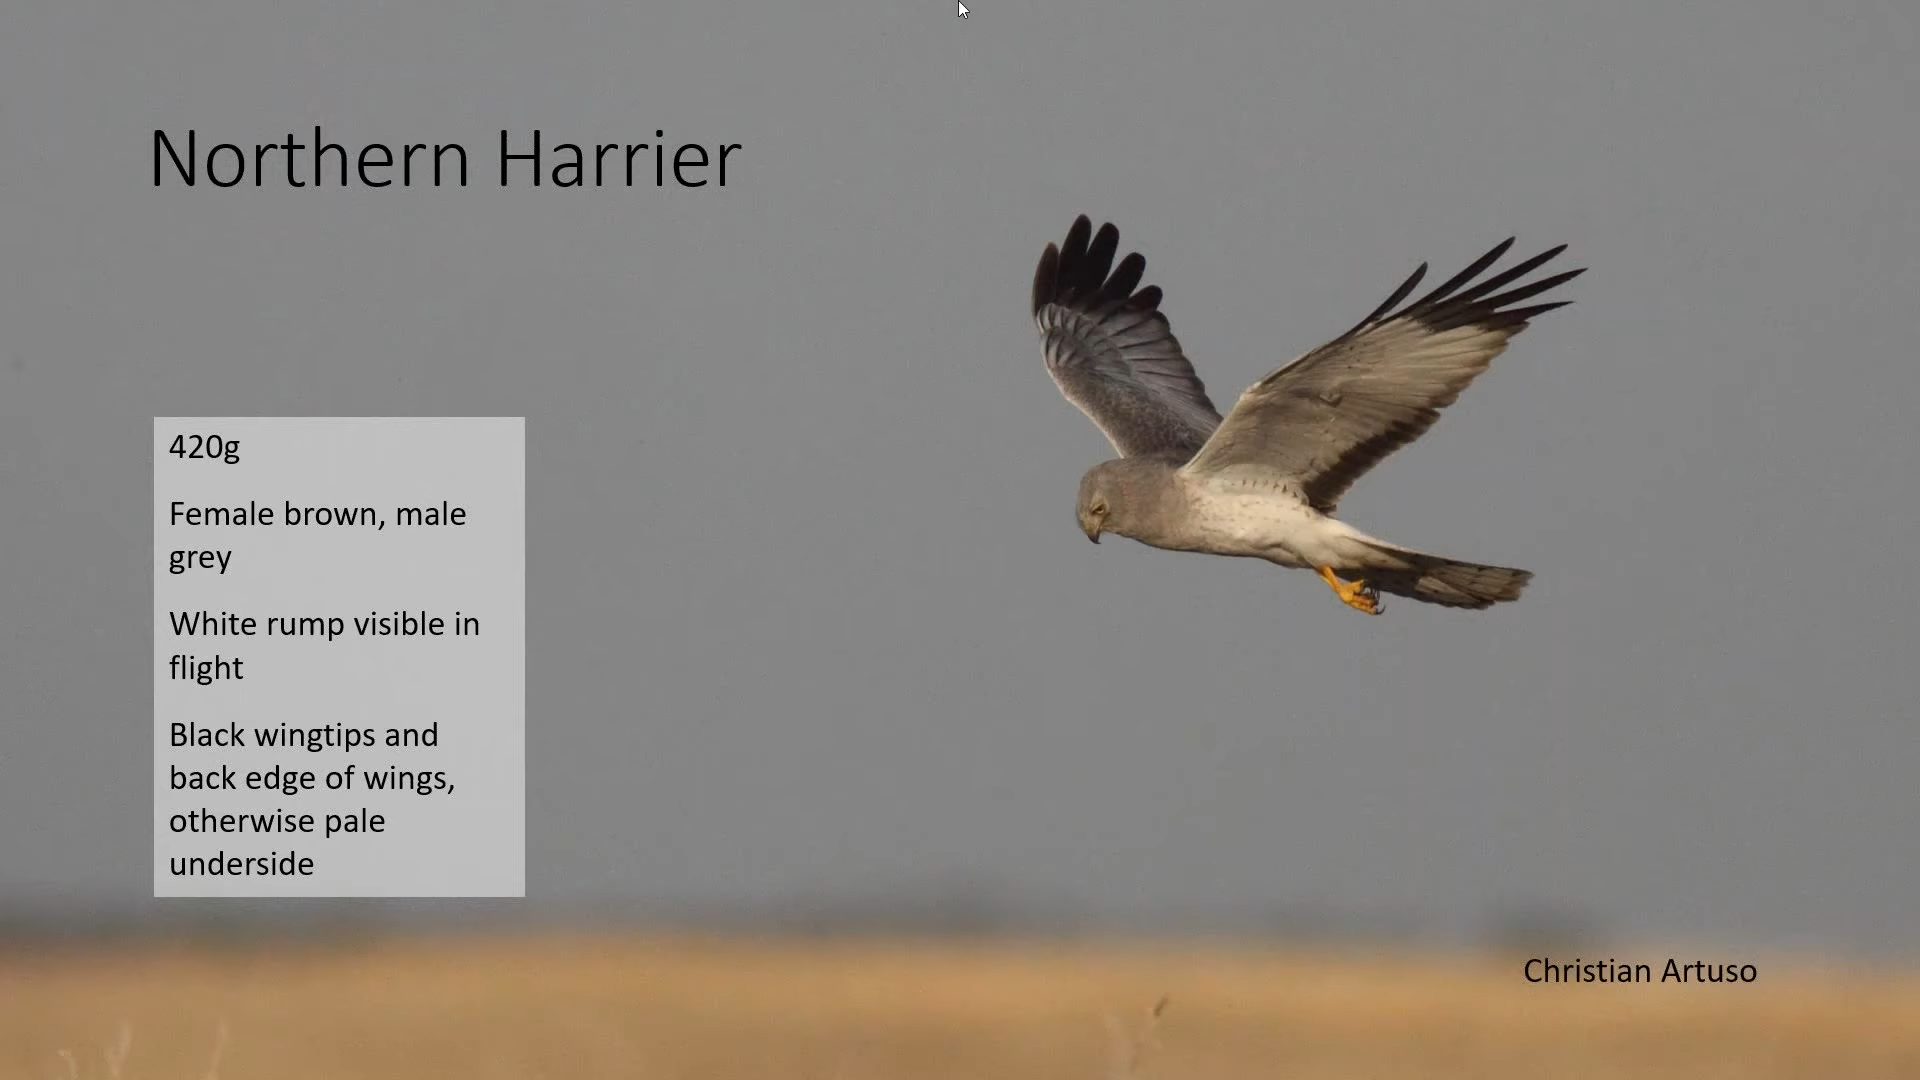 Northern Harrier
420g
Female brown, male
grey
White rump visible in
flight
Black wingtips and
back edge of wings,
otherwise pale
underside
Christian Artuso